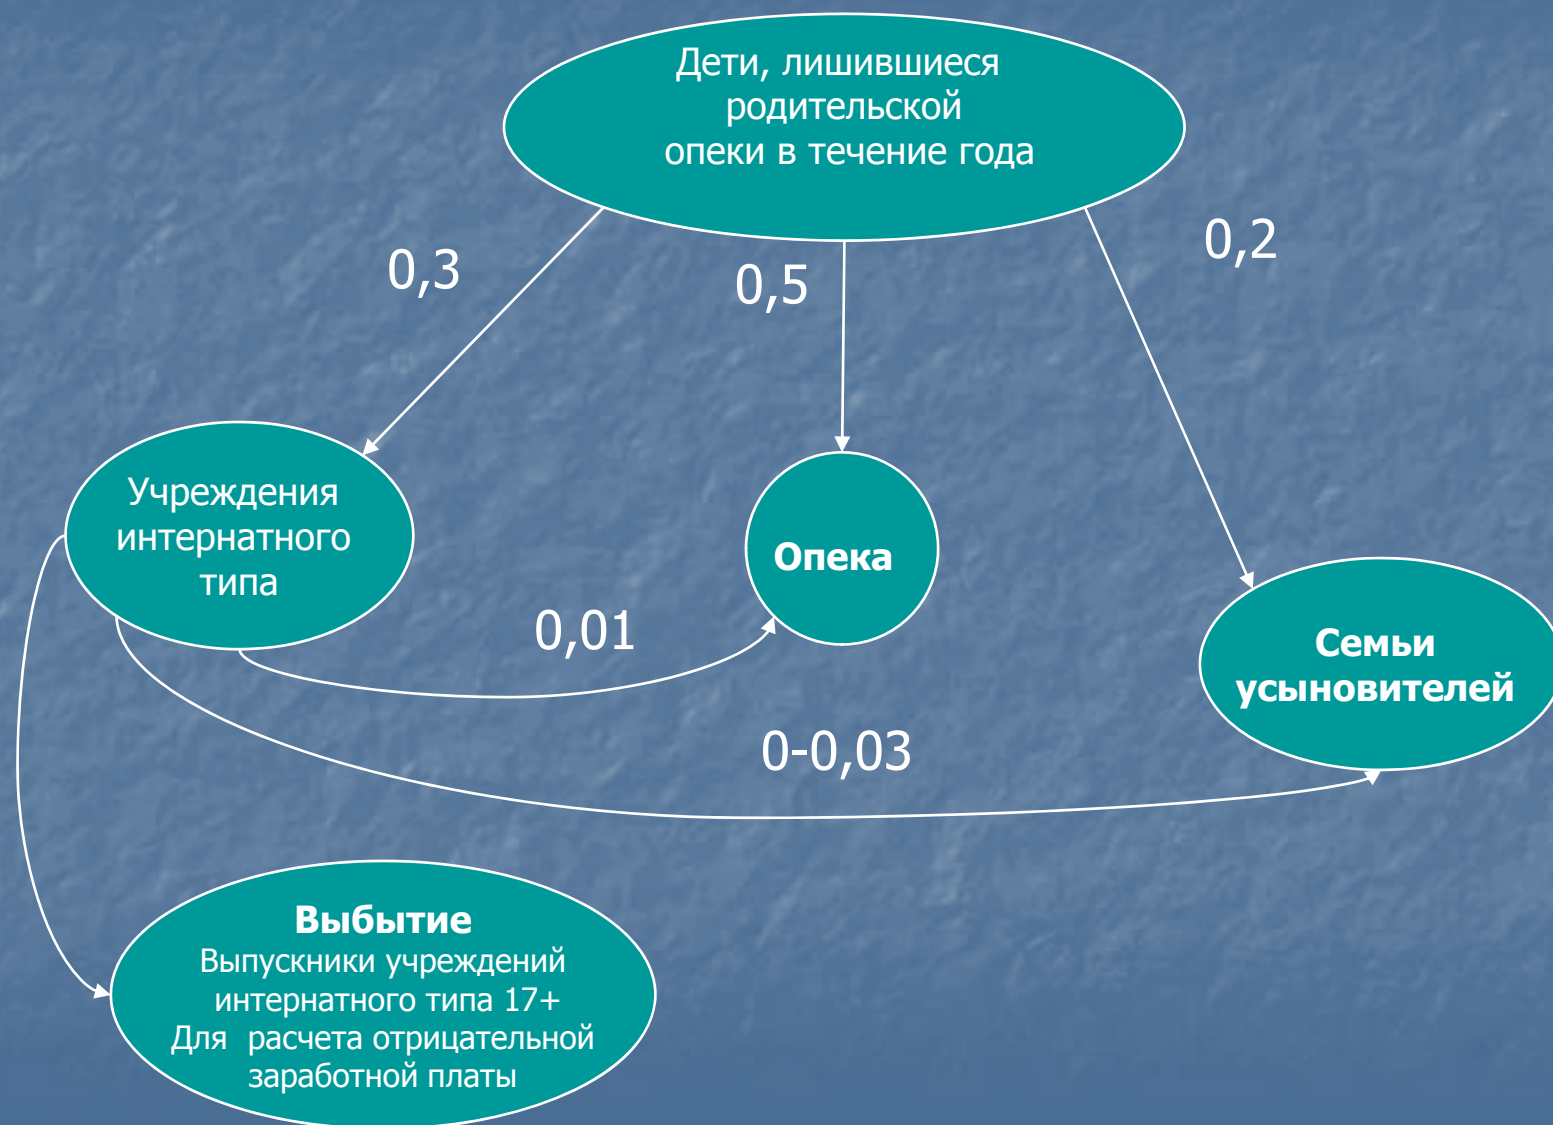 Дети, лишившиеся
родительской
опеки в течение года
0,3
0,5
0,2
Учреждения
интернатного
типа
Опека
Семьи
усыновителей
0,01
0-0,03
Выбытие
Выпускники учреждений
интернатного типа 17+
Для расчета отрицательной
заработной платы